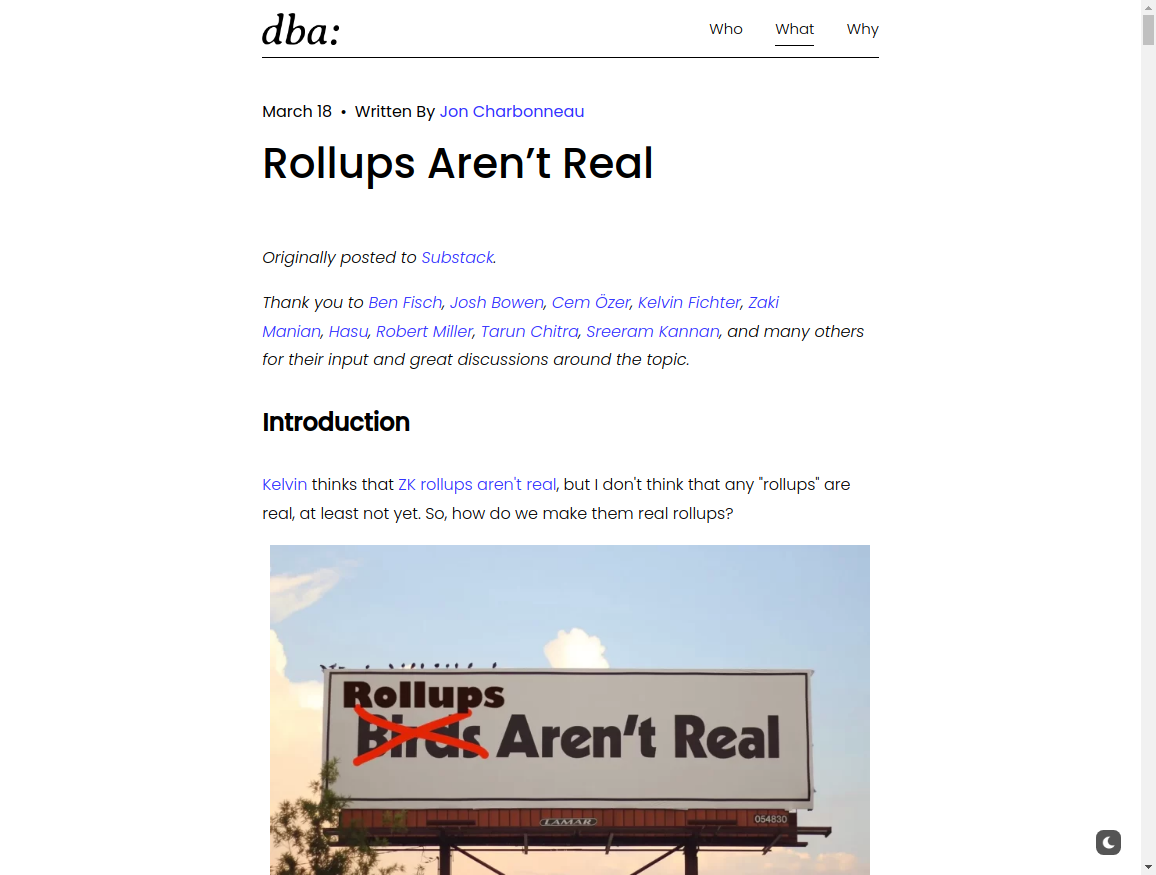 dba:
Who What Why
March 18 • Written By Jon Charbonneau
Rollups Aren’t Real
Originally posted to Substack.
Thank you to Ben Fisch, Josh Bowen, Cem Özer, Kelvin Fichter, Zaki
Manian, Hasu, Robert Miller, Tarun Chitra, Sreeram Kannan, and many others
for their input and great discussions around the topic.
Introduction
Kelvin thinks that ZK rollups aren't real, but I don't think that any "rollups" are
real, at least not yet. So, how do we make them real rollups?
Rollups
Birds Aren’t Real
LAMAR
054830